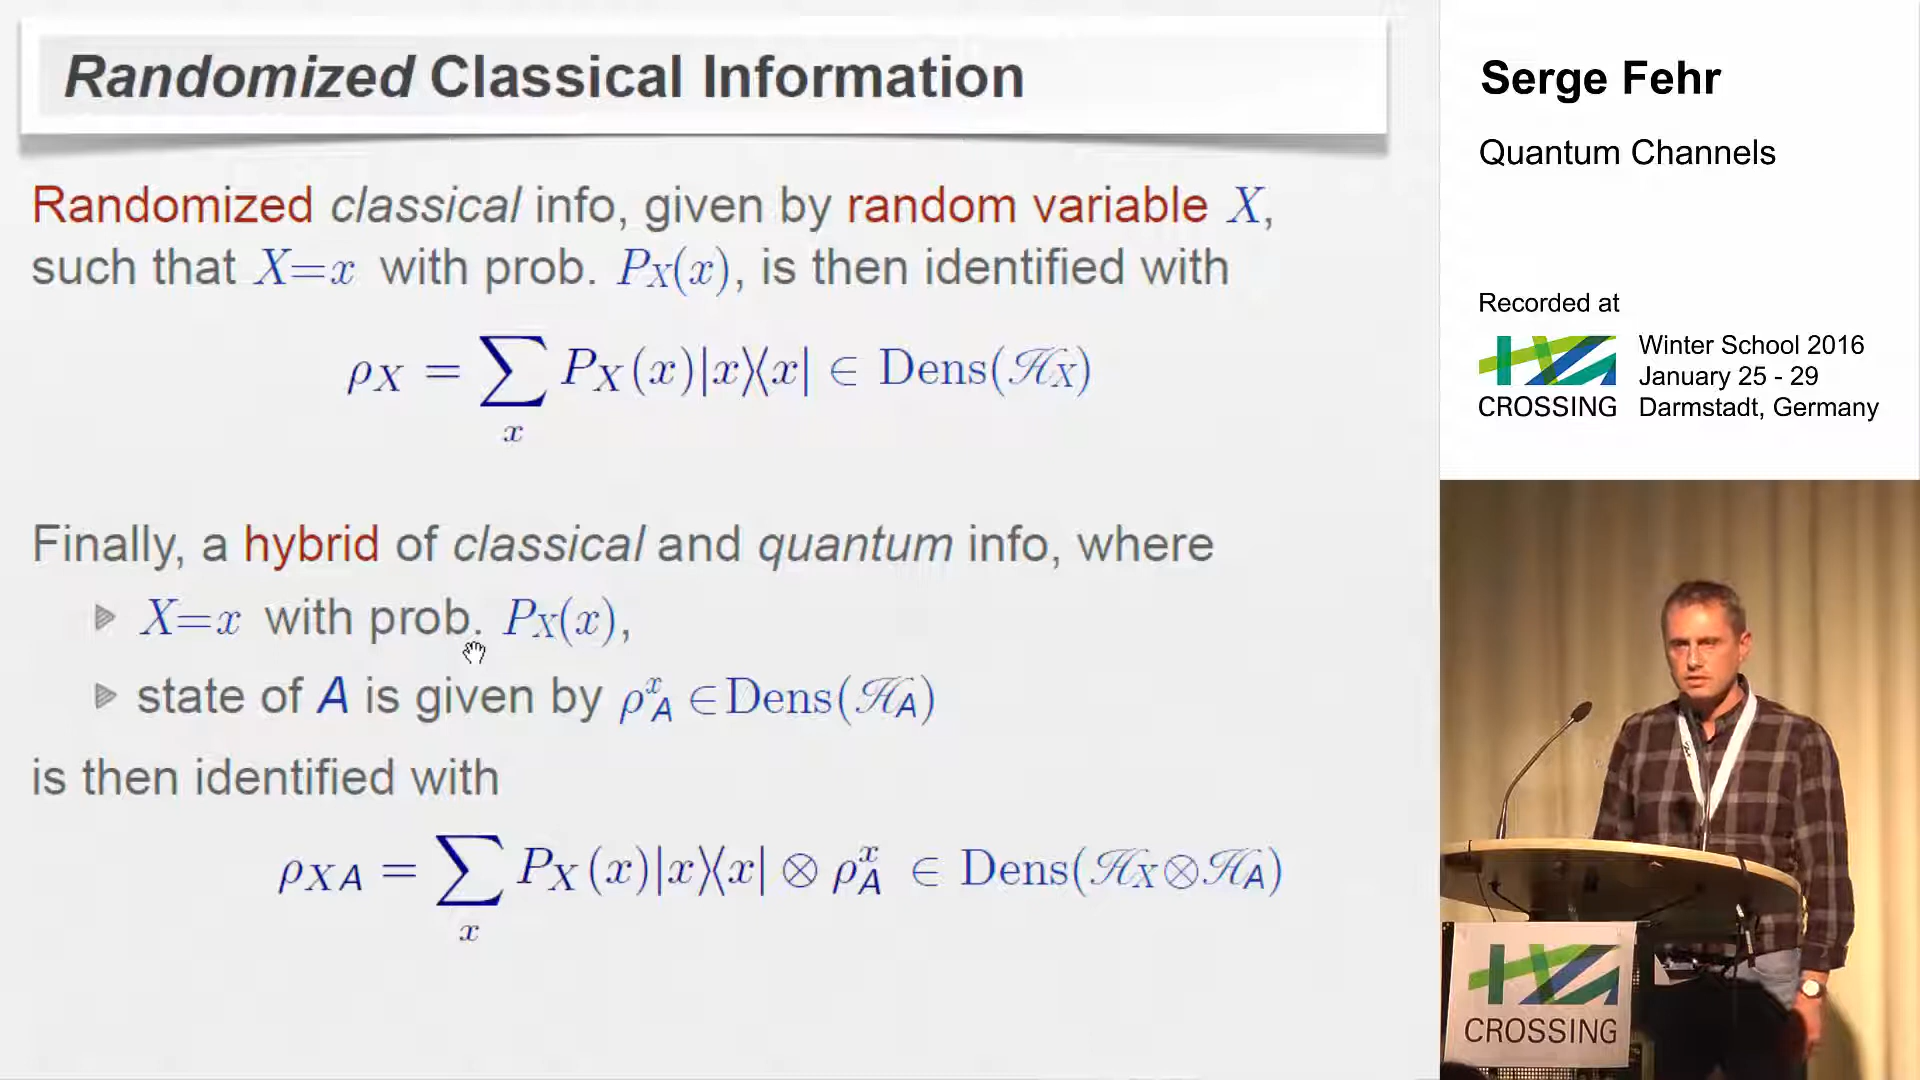 Randomized Classical Information
Randomized classical info, given by random variable X,
such that X=x with prob. P_X(x), is then identified with
ρ_X = ∑_x P_X(x)|x⟩⟨x| ∈ Dens(ℋ_X)
Finally, a hybrid of classical and quantum info, where
X=x with prob. P_X(x),
state of A is given by ρ_A^x ∈ Dens(ℋ_A)
is then identified with
ρ_XA = ∑_x P_X(x)|x⟩⟨x| ⊗ ρ_A^x ∈ Dens(ℋ_X⊗ℋ_A)
Serge Fehr
Quantum Channels
Recorded at
CROSSING
Winter School 2016
January 25 - 29
Darmstadt, Germany
CROSSING